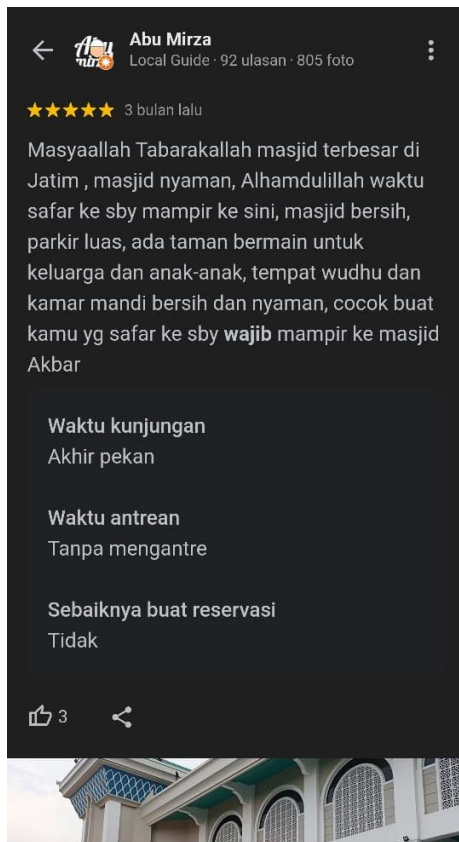 Abu Mirza
Local Guide · 92 ulasan · 805 foto
3 bulan lalu
Masyaallah Tabarakallah masjid terbesar di
Jatim , masjid nyaman, Alhamdulillah waktu
safar ke sby mampir ke sini, masjid bersih,
parkir luas, ada taman bermain untuk
keluarga dan anak-anak, tempat wudhu dan
kamar mandi bersih dan nyaman, cocok buat
kamu yg safar ke sby wajib mampir ke masjid
Akbar
Waktu kunjungan
Akhir pekan
Waktu antrean
Tanpa mengantre
Sebaiknya buat reservasi
Tidak
3